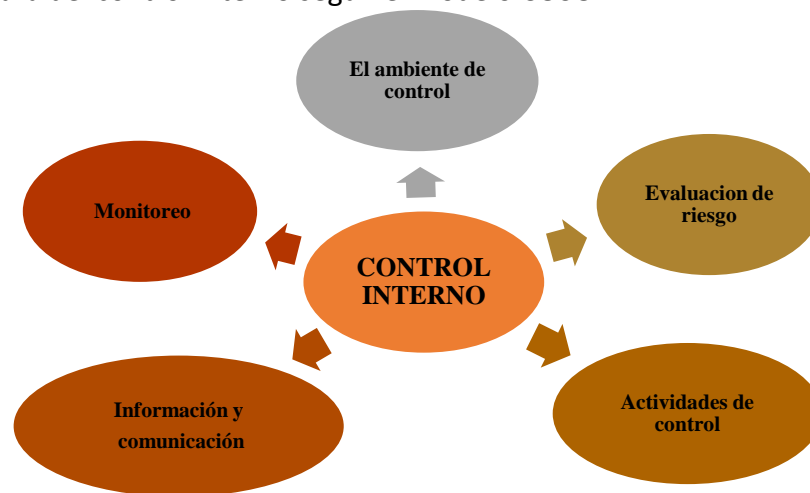 El ambiente de
control
Evaluacion de
riesgo
Monitoreo
CONTROL
INTERNO
Información y
comunicación
Actividades de
control